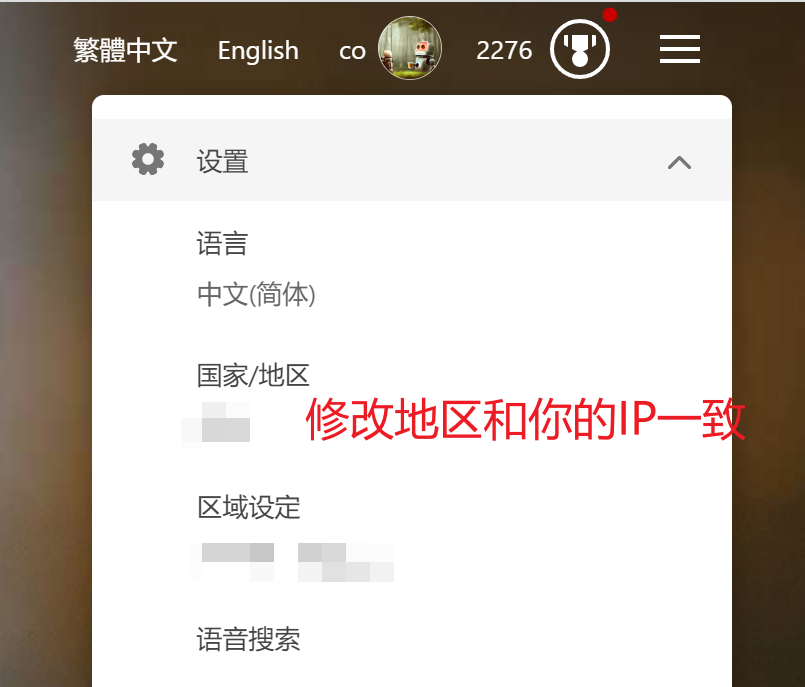 繁體中文 English co 2276
设置
语言
中文(简体)
国家/地区
修改地区和你的IP一致
区域设定
语音搜索